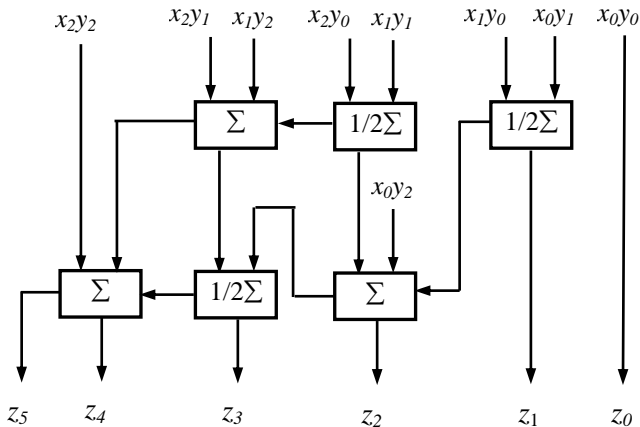 x₂y₂ x₂y₁ x₁y₂ x₂y₀ x₁y₁ x₁y₀ x₀y₁ x₀y₀
Σ 1/2Σ 1/2Σ
x₀y₂
Σ 1/2Σ Σ
z₅ z₄ z₃ z₂ z₁ z₀